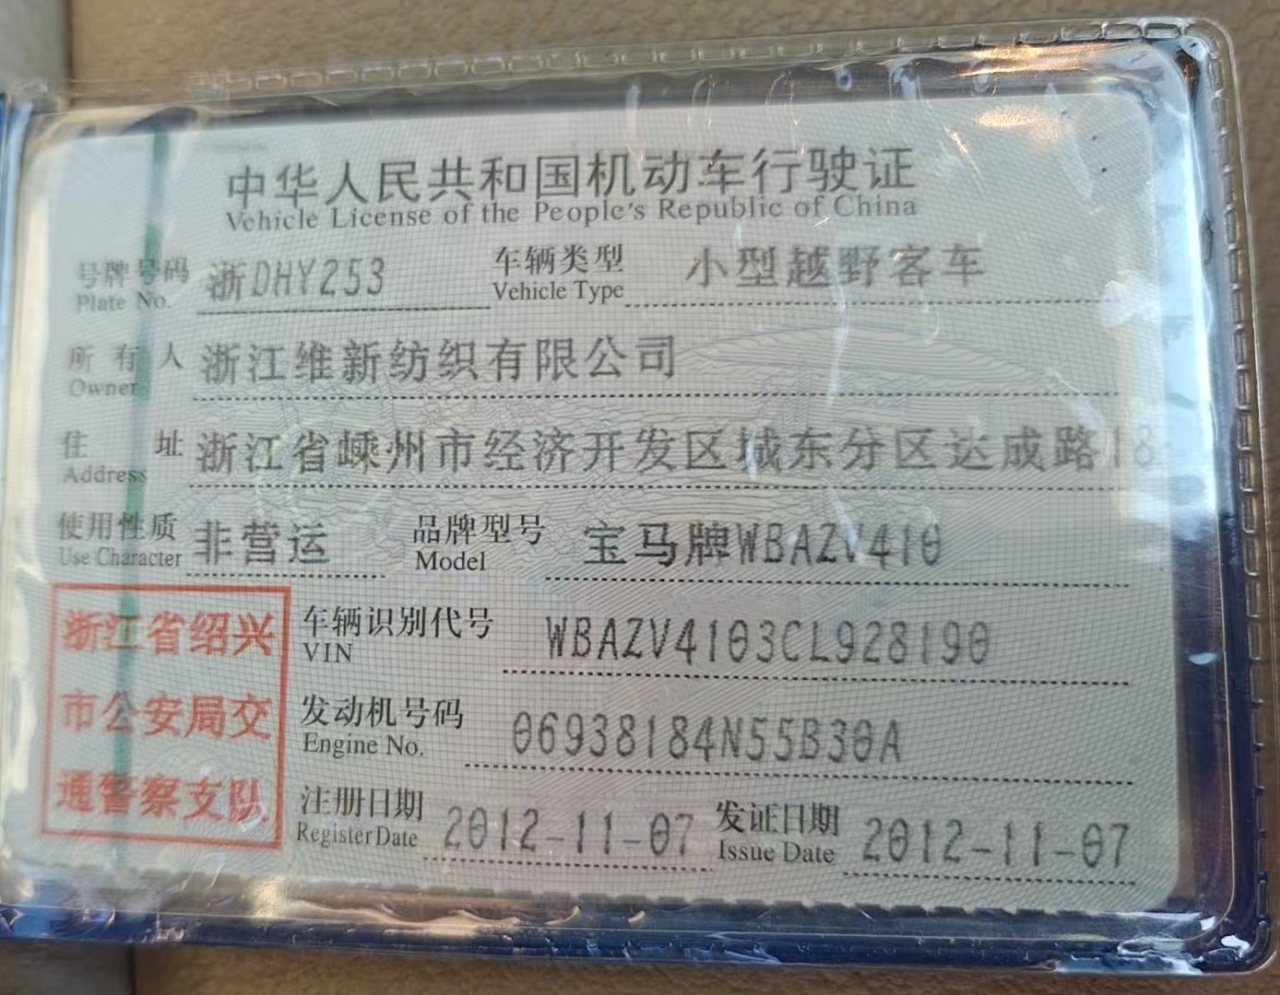 中华人民共和国机动车行驶证
Vehicle License of the People's Republic of China
号牌号码 浙DHY253 车辆类型 小型越野客车
Plate No. Vehicle Type
所有人 浙江维新纺织有限公司
Owner
住址 浙江省嵊州市经济开发区城东分区达成路18
Address
使用性质 非营运 品牌型号 宝马牌WBAZV410
Use Character Model
车辆识别代号 WBAZV4103CL928190
VIN
发动机号码 06938184N55B30A
Engine No.
注册日期 2012-11-07 发证日期 2012-11-07
Register Date Issue Date
浙江省绍兴
市公安局交
通警察支队